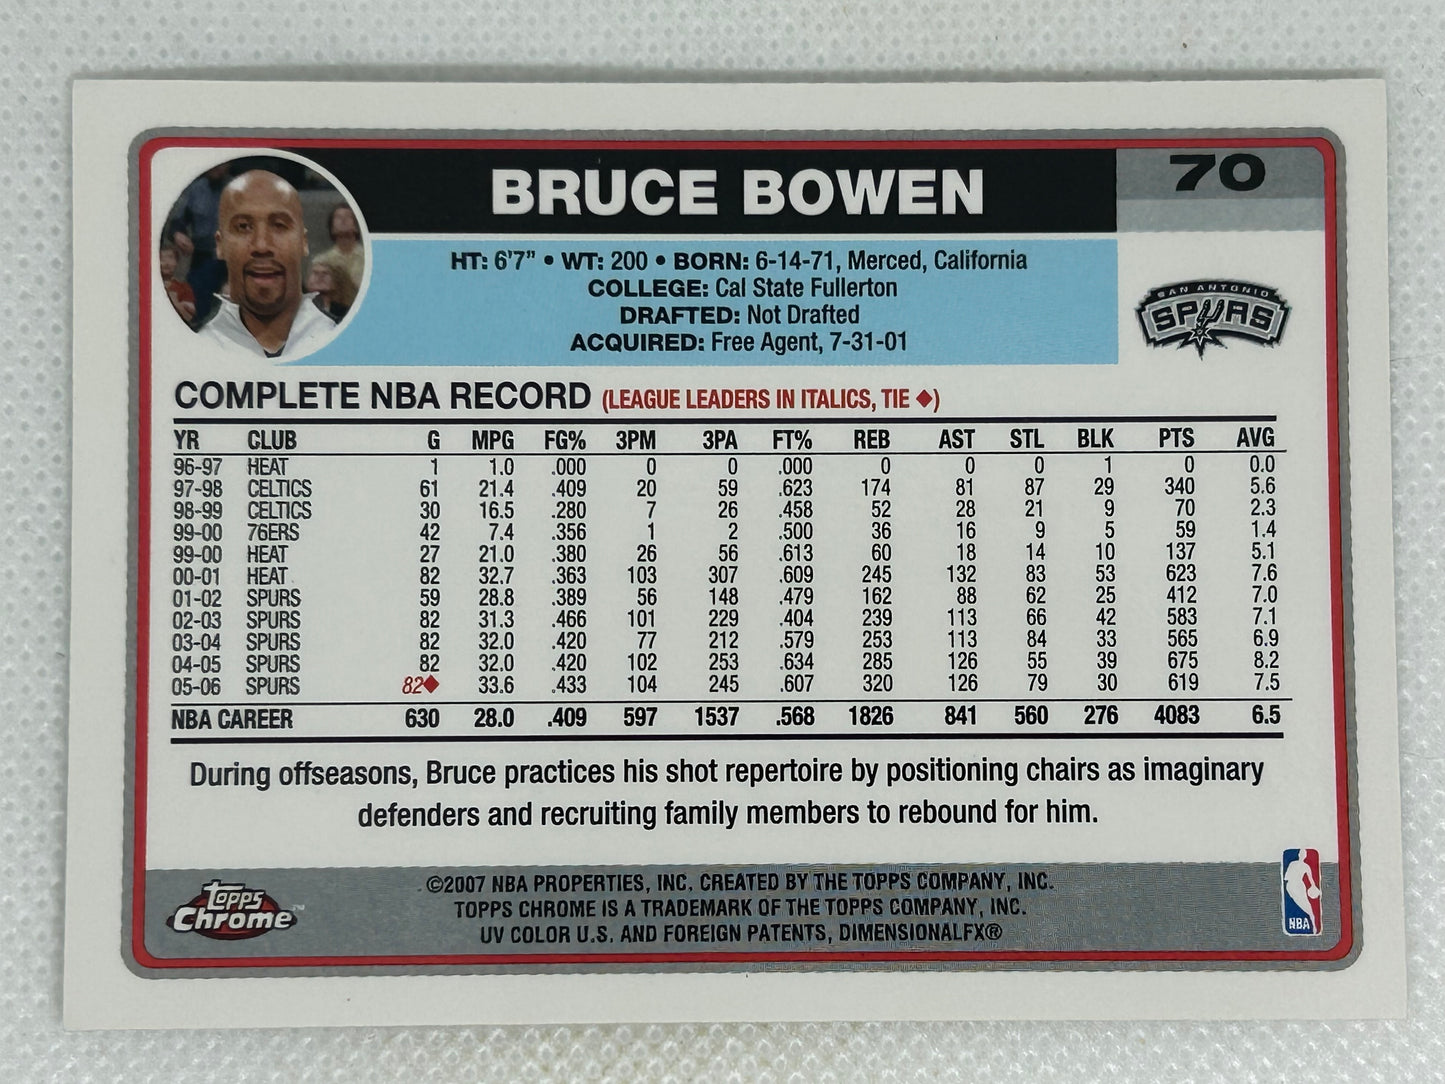 BRUCE BOWEN
70
HT: 6'7" • WT: 200 • BORN: 6-14-71, Merced, California
COLLEGE: Cal State Fullerton
DRAFTED: Not Drafted
ACQUIRED: Free Agent, 7-31-01
SAN ANTONIO
SPURS
COMPLETE NBA RECORD (LEAGUE LEADERS IN ITALICS, TIE ◆)
YR CLUB G MPG FG% 3PM 3PA FT% REB AST STL BLK PTS AVG
96-97 HEAT 1 1.0 .000 0 0 .000 0 0 0 1 0 0.0
97-98 CELTICS 61 21.4 .409 20 59 .623 174 81 87 29 340 5.6
98-99 CELTICS 30 16.5 .280 7 26 .458 52 28 21 9 70 2.3
99-00 76ERS 42 7.4 .356 1 2 .500 36 16 9 5 59 1.4
99-00 HEAT 27 21.0 .380 26 56 .613 60 18 14 10 137 5.1
00-01 HEAT 82 32.7 .363 103 307 .609 245 132 83 53 623 7.6
01-02 SPURS 59 28.8 .389 56 148 .479 162 88 62 25 412 7.0
02-03 SPURS 82 31.3 .466 101 229 .404 239 113 66 42 583 7.1
03-04 SPURS 82 32.0 .420 77 212 .579 253 113 84 33 565 6.9
04-05 SPURS 82 32.0 .420 102 253 .634 285 126 55 39 675 8.2
05-06 SPURS 82◆ 33.6 .433 104 245 .607 320 126 79 30 619 7.5
NBA CAREER 630 28.0 .409 597 1537 .568 1826 841 560 276 4083 6.5
During offseasons, Bruce practices his shot repertoire by positioning chairs as imaginary
defenders and recruiting family members to rebound for him.
Topps
Chrome™
©2007 NBA PROPERTIES, INC. CREATED BY THE TOPPS COMPANY, INC.
TOPPS CHROME IS A TRADEMARK OF THE TOPPS COMPANY, INC.
UV COLOR U.S. AND FOREIGN PATENTS, DIMENSIONALFX®
NBA